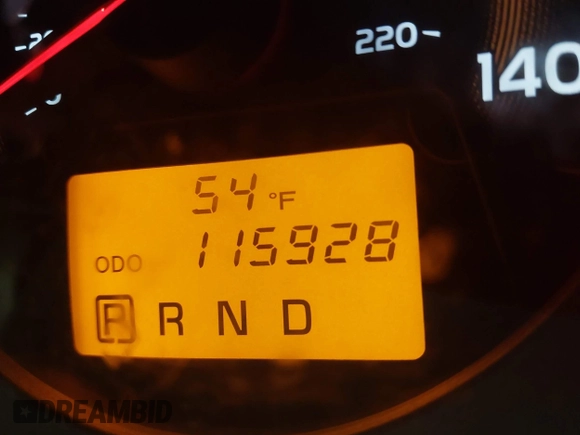 220
140
54 °F
ODO 115928
P R N D
DREAMBID